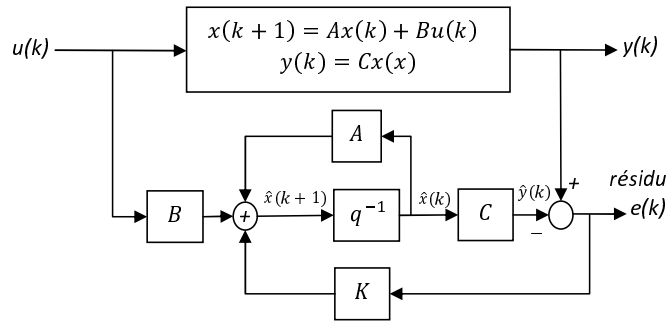 u(k)
x(k + 1) = Ax(k) + Bu(k)
y(k) = Cx(x)
y(k)
A
résidu
e(k)
B
+
x̂(k + 1)
q⁻¹
x̂(k)
C
ŷ(k)
+
−
K